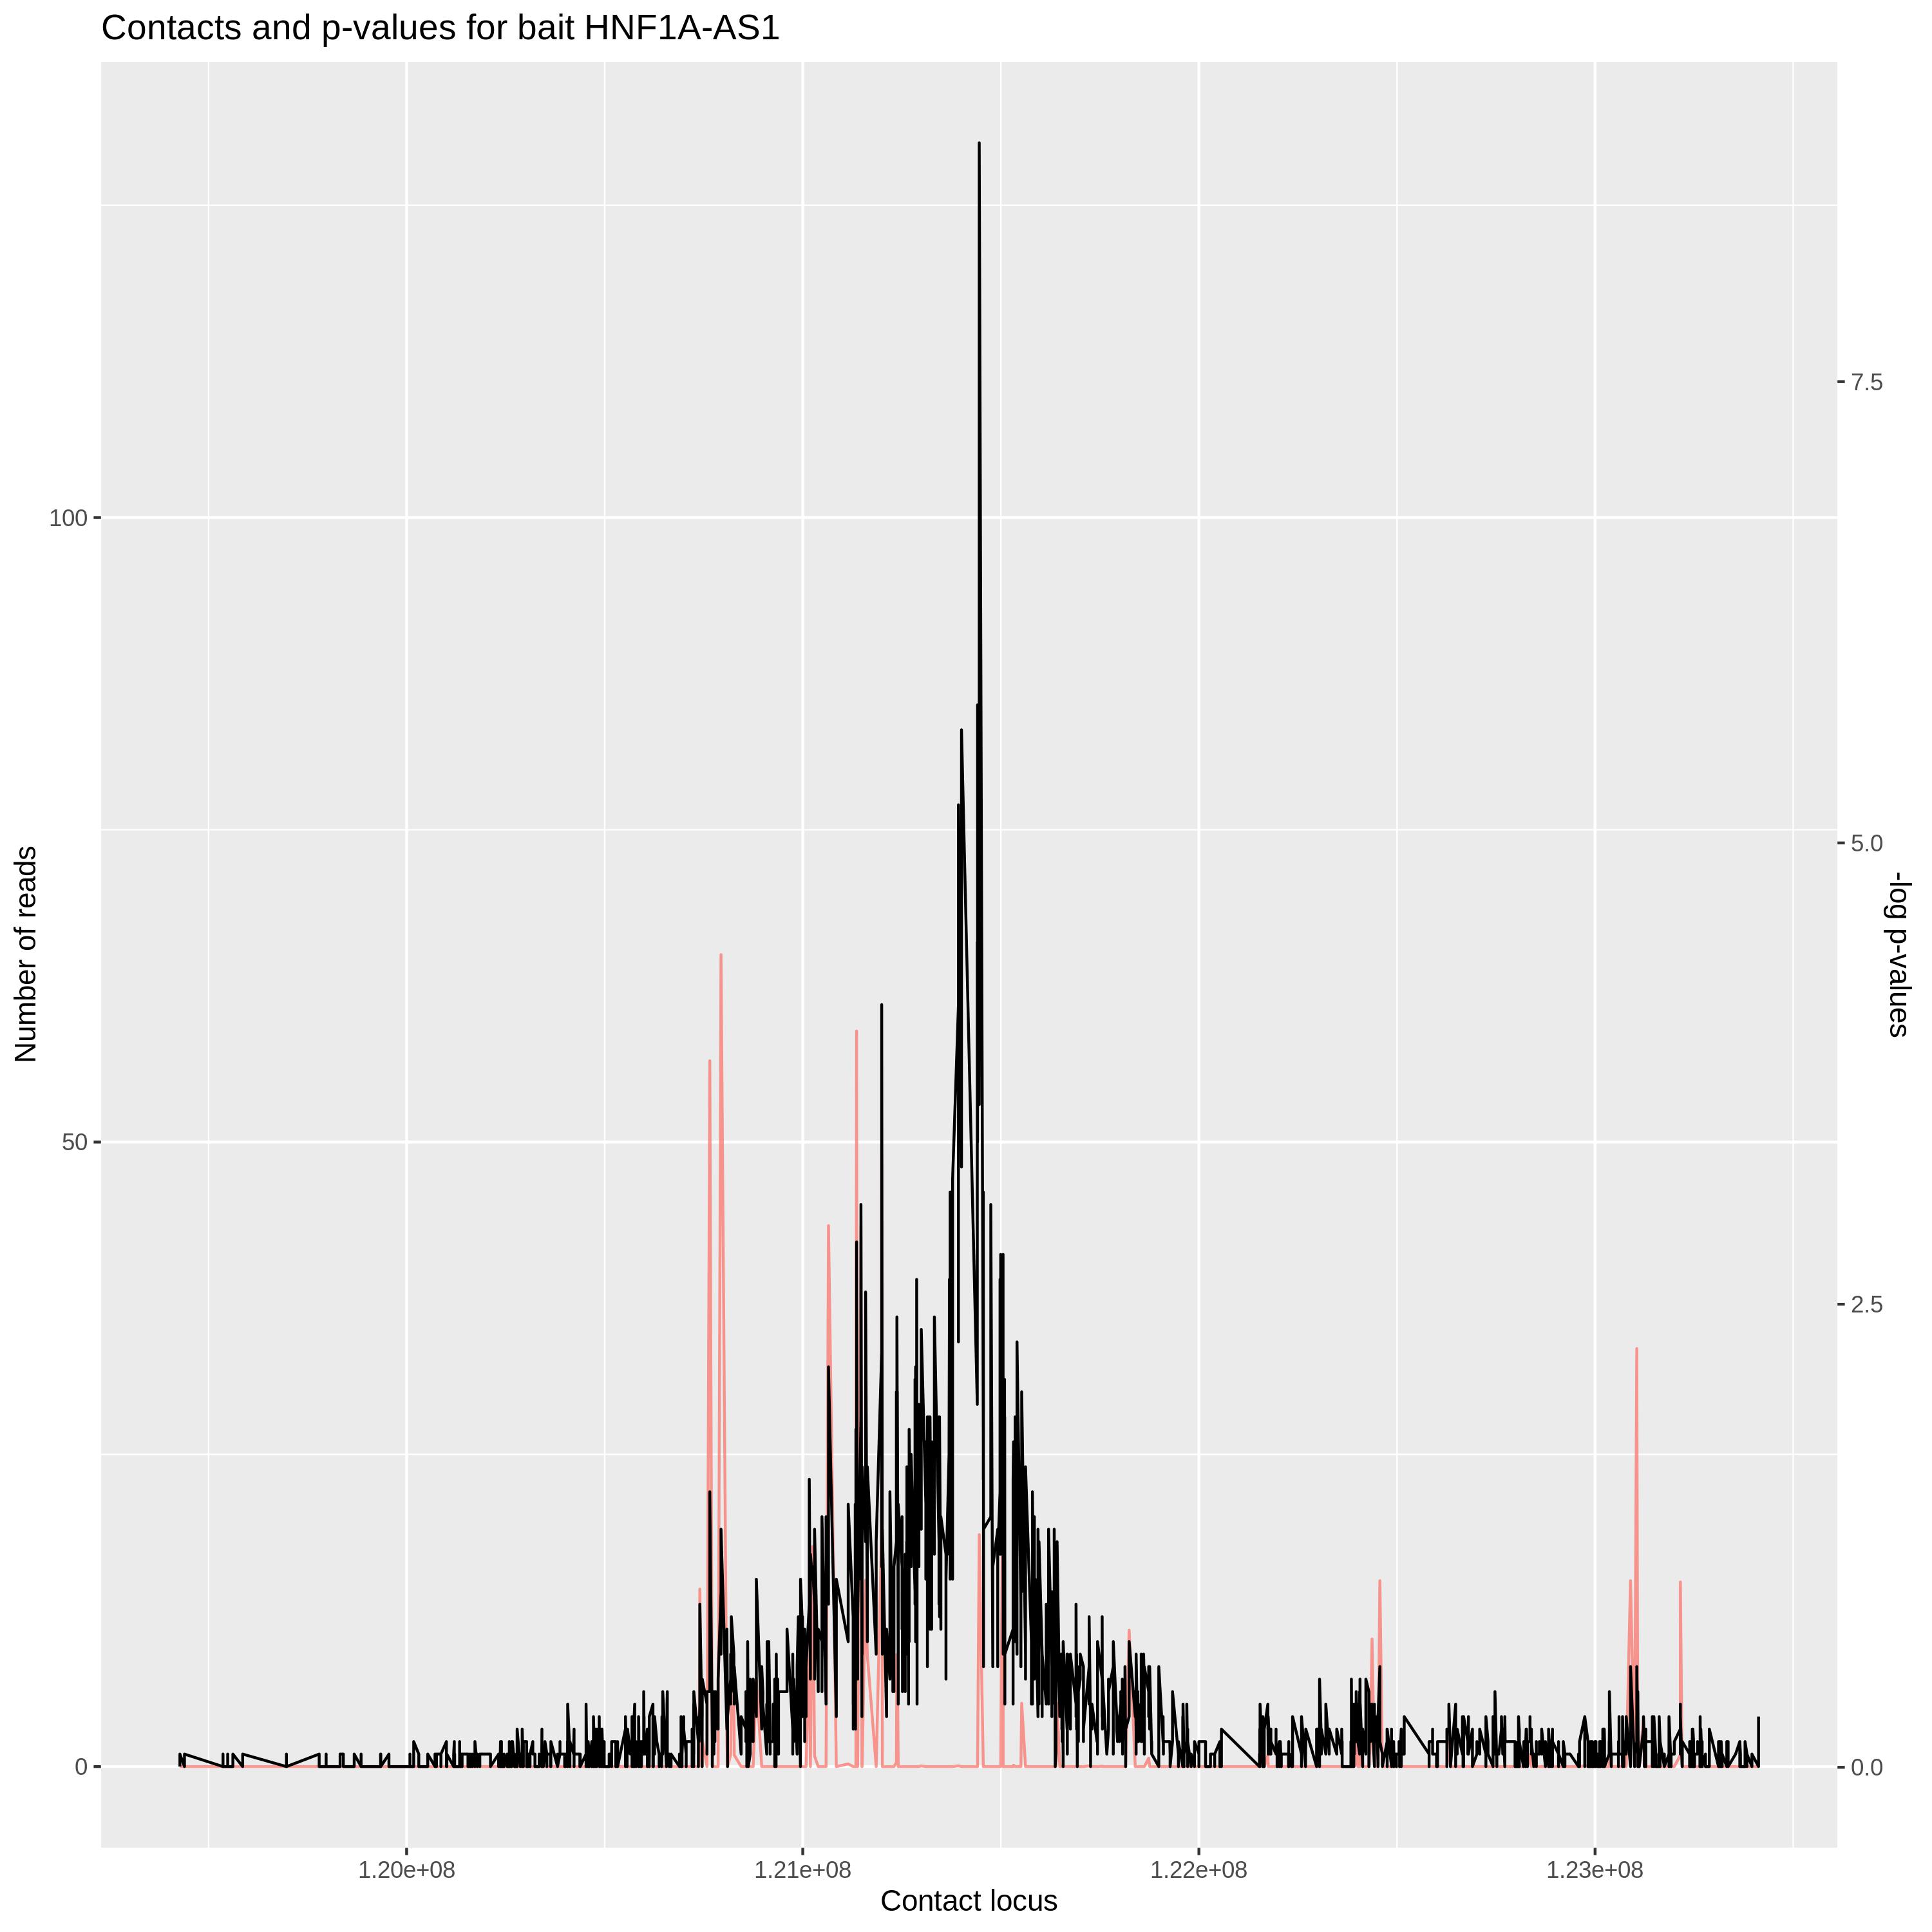 Contacts and p-values for bait HNF1A-AS1
Number of reads
100
50
0
7.5
5.0
2.5
0.0
-log p-values
1.20e+08
1.21e+08
1.22e+08
1.23e+08
Contact locus